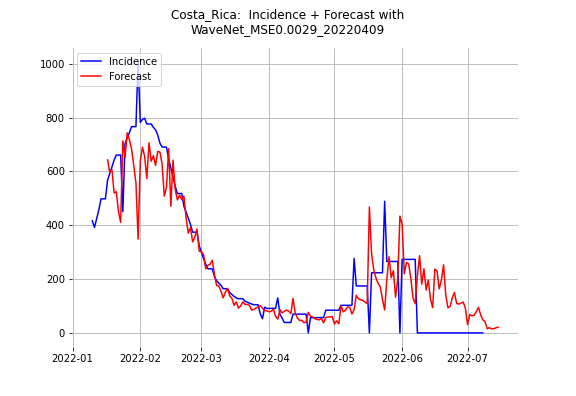 Costa_Rica:  Incidence + Forecast with
WaveNet_MSE0.0029_20220409
Incidence
Forecast
1000
800
600
400
200
0
2022-01 2022-02 2022-03 2022-04 2022-05 2022-06 2022-07